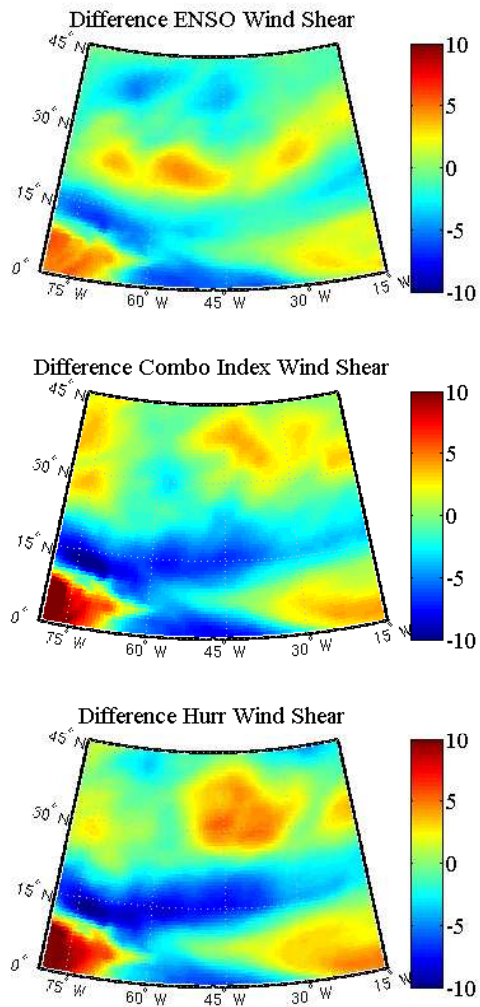 Difference ENSO Wind Shear
45° N
30° N
15° N
0°
75° W
60° W
45° W
30° W
15° W
10
5
0
-5
-10
Difference Combo Index Wind Shear
45° N
30° N
15° N
0°
75° W
60° W
45° W
30° W
15° W
10
5
0
-5
-10
Difference Hurr Wind Shear
45° N
30° N
15° N
0°
75° W
60° W
45° W
30° W
15° W
10
5
0
-5
-10